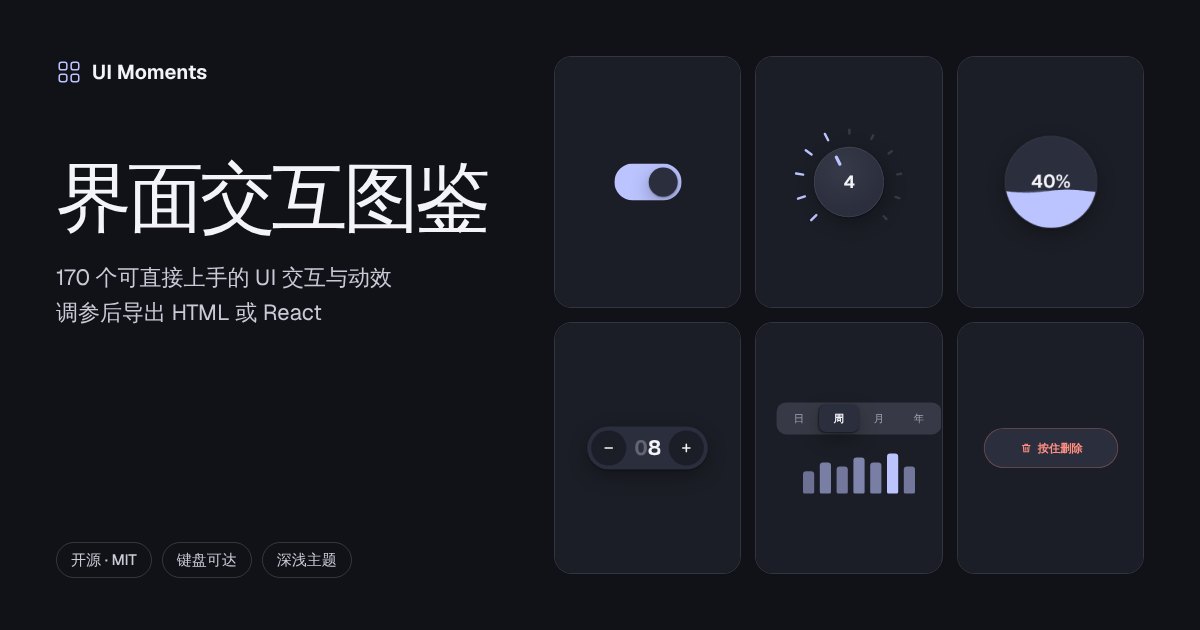 UI Moments
界面交互图鉴
170 个可直接上手的 UI 交互与动效
调参后导出 HTML 或 React
开源 · MIT
键盘可达
深浅主题
4
40%
− 08 +
日 周 月 年
按住删除